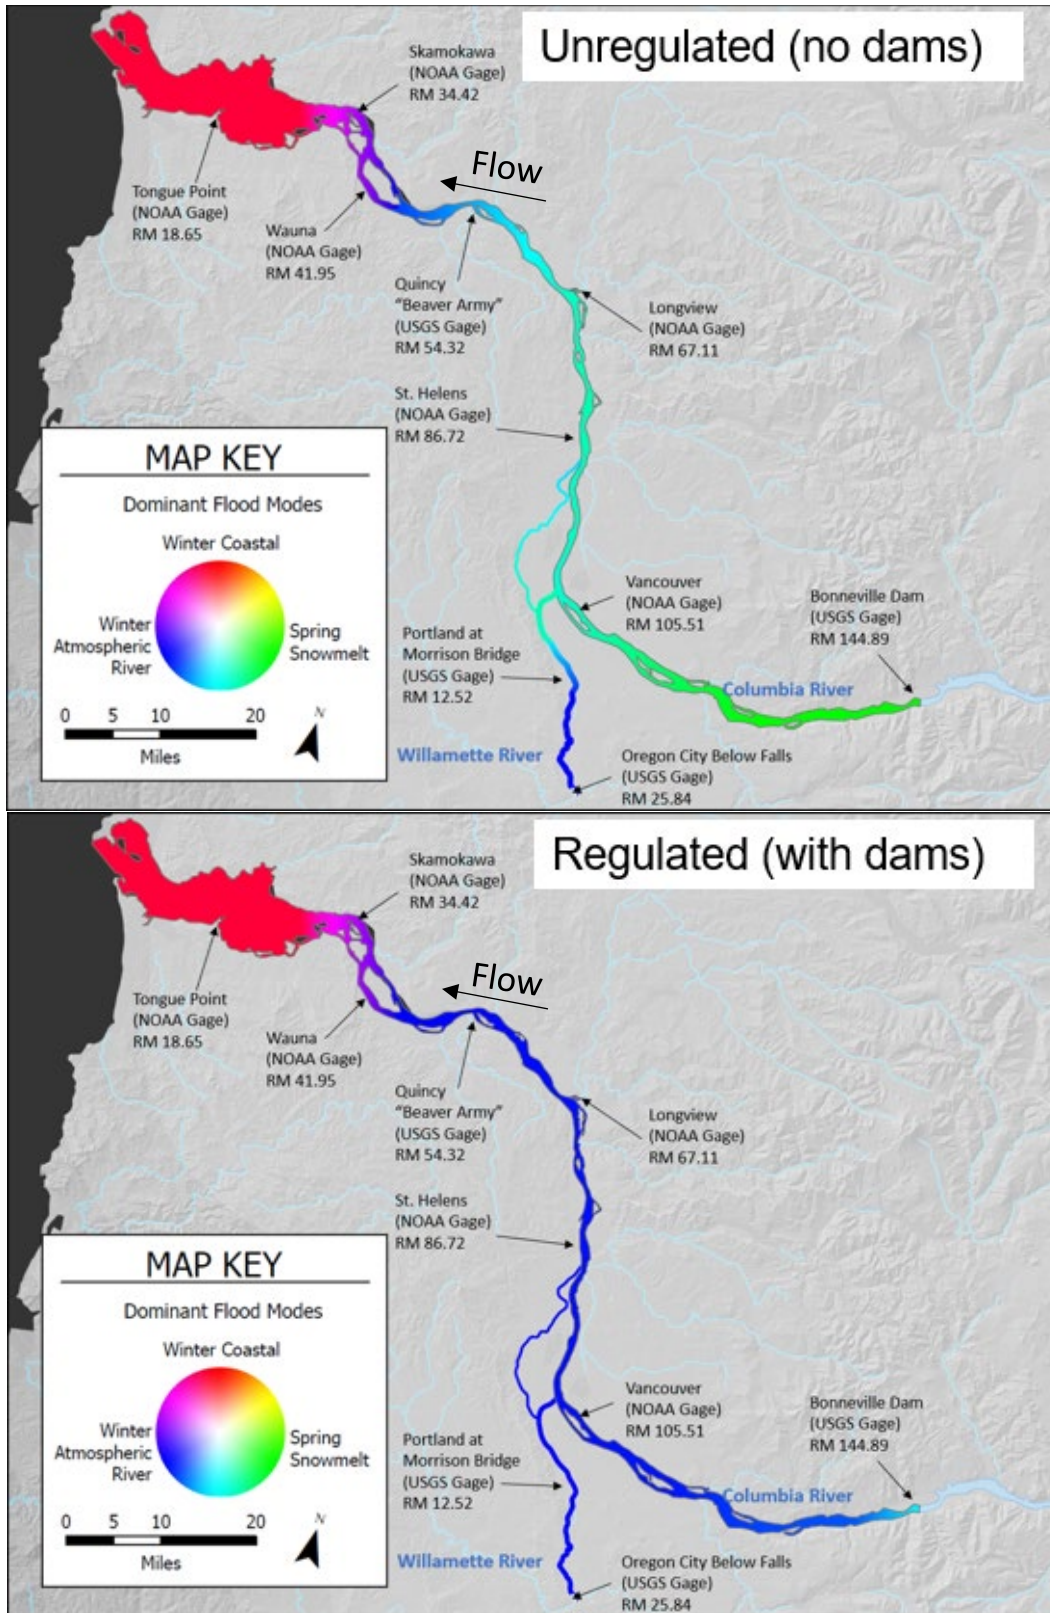 Unregulated (no dams)
Skamokawa
(NOAA Gage)
RM 34.42
Flow
Tongue Point
(NOAA Gage)
RM 18.65
Wauna
(NOAA Gage)
RM 41.95
Quincy
"Beaver Army"
(USGS Gage)
RM 54.32
Longview
(NOAA Gage)
RM 67.11
St. Helens
(NOAA Gage)
RM 86.72
MAP KEY
Dominant Flood Modes
Winter Coastal
Winter
Atmospheric
River
Spring
Snowmelt
0 5 10 20
Miles
N
Vancouver
(NOAA Gage)
RM 105.51
Bonneville Dam
(USGS Gage)
RM 144.89
Portland at
Morrison Bridge
(USGS Gage)
RM 12.52
Columbia River
Willamette River
Oregon City Below Falls
(USGS Gage)
RM 25.84
Regulated (with dams)
Skamokawa
(NOAA Gage)
RM 34.42
Flow
Tongue Point
(NOAA Gage)
RM 18.65
Wauna
(NOAA Gage)
RM 41.95
Quincy
"Beaver Army"
(USGS Gage)
RM 54.32
Longview
(NOAA Gage)
RM 67.11
St. Helens
(NOAA Gage)
RM 86.72
MAP KEY
Dominant Flood Modes
Winter Coastal
Winter
Atmospheric
River
Spring
Snowmelt
0 5 10 20
Miles
N
Vancouver
(NOAA Gage)
RM 105.51
Bonneville Dam
(USGS Gage)
RM 144.89
Portland at
Morrison Bridge
(USGS Gage)
RM 12.52
Columbia River
Willamette River
Oregon City Below Falls
(USGS Gage)
RM 25.84